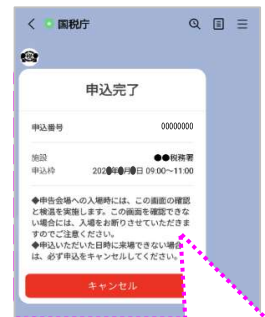 国税庁
申込完了
申込番号 00000000
施設 ●●税務署
申込枠 202●年●月●日 09:00~11:00
◆申告会場への入場時には、この画面の確認
と検温を実施します。この画面を確認できな
い場合には、入場をお断りさせていただきま
すのでご注意ください。
◆申込いただいた日時に来場できない場合
は、必ず申込をキャンセルしてください。
キャンセル